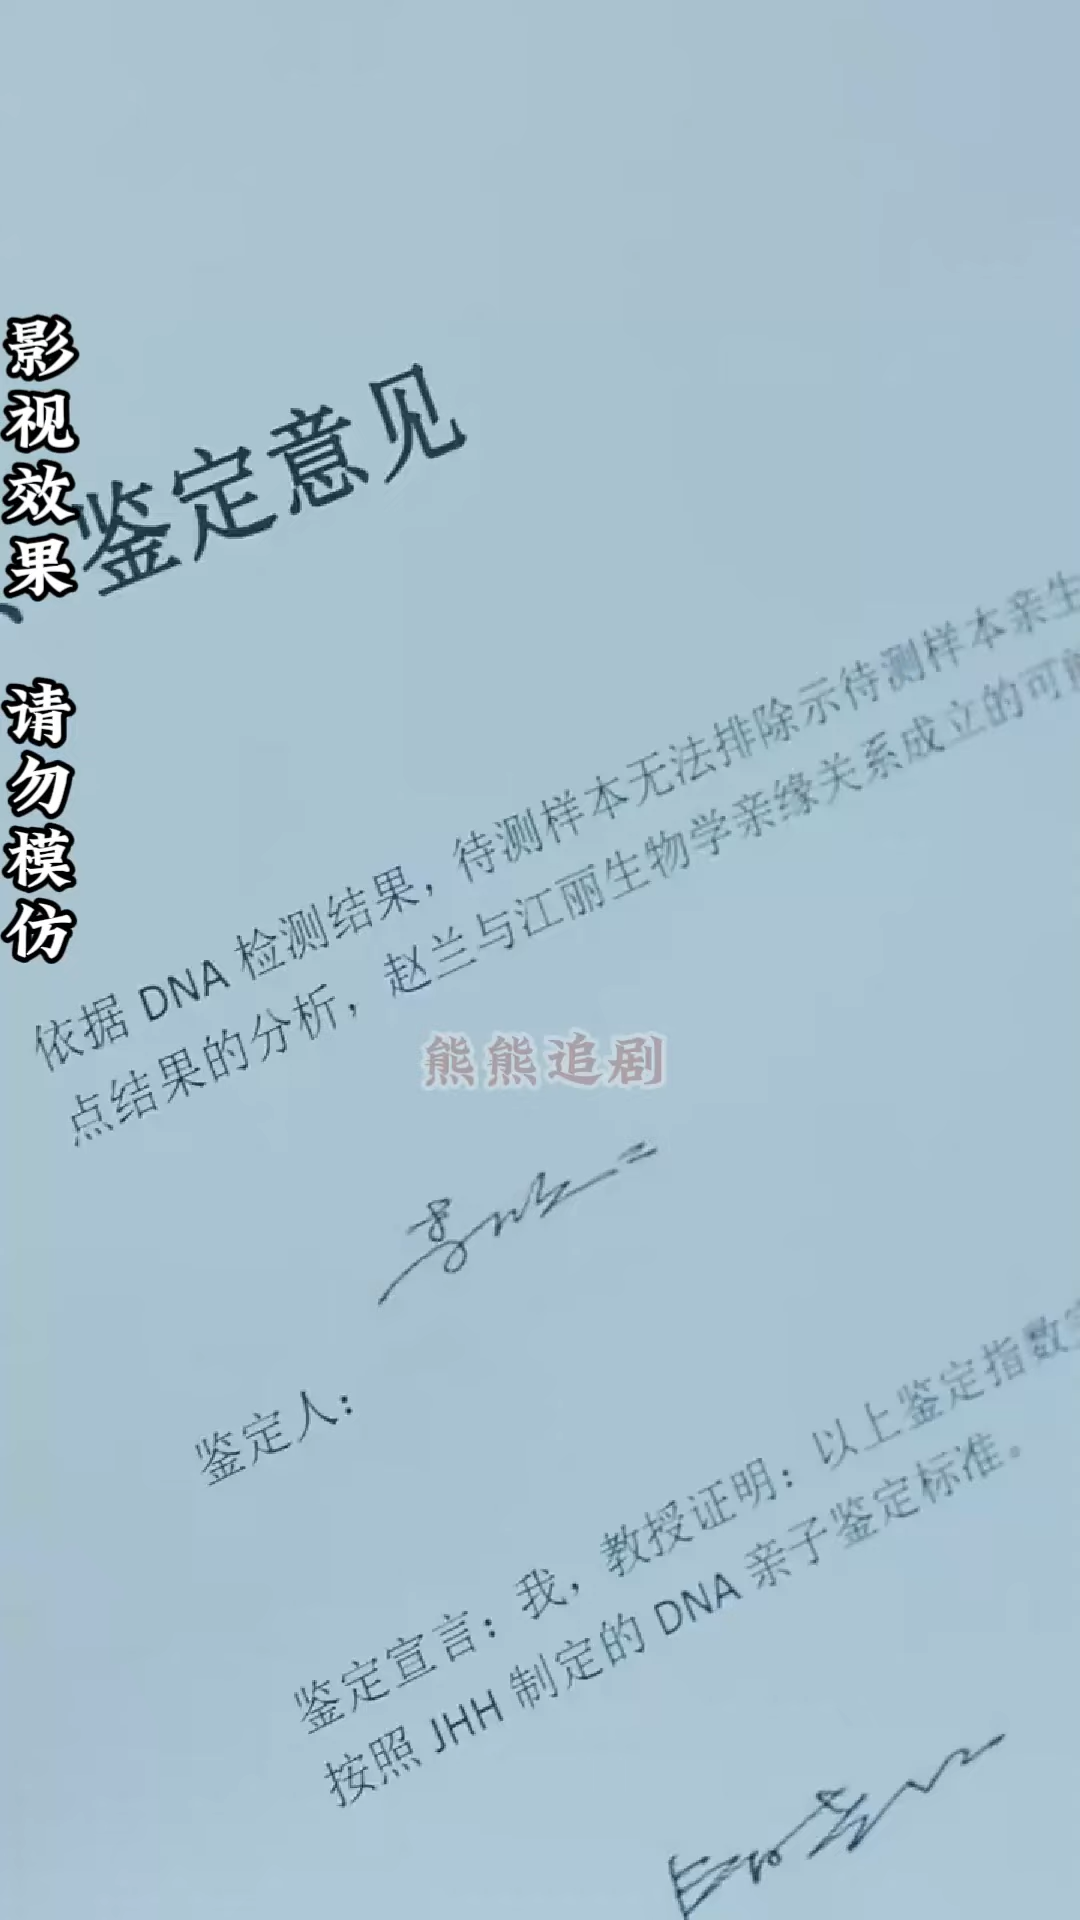 影视效果 请勿模仿
、鉴定意见
依据 DNA 检测结果，待测样本无法排除示待测样本亲生
点结果的分析，赵兰与江丽生物学亲缘关系成立的可
熊熊追剧
鉴定人：
鉴定宣言：我，教授证明：以上鉴定指数
按照 JHH 制定的 DNA 亲子鉴定标准。